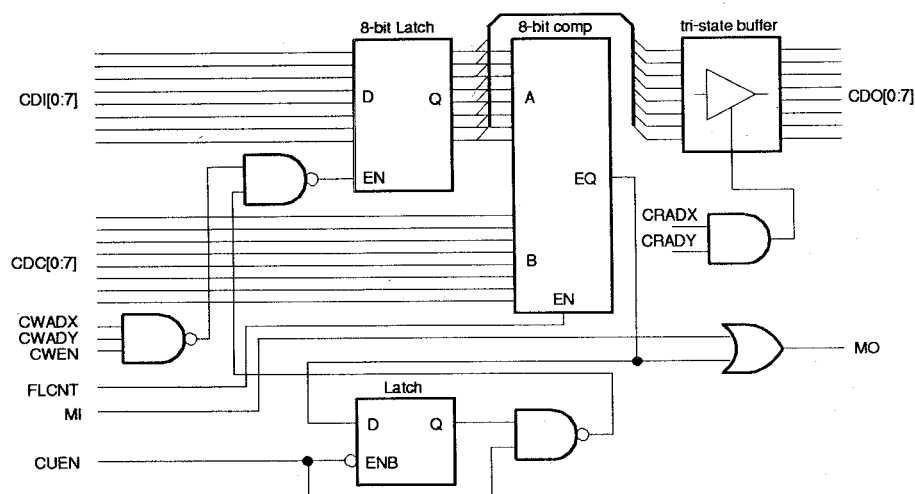 8-bit Latch
8-bit comp
tri-state buffer
CDI[0:7]
D
Q
A
CDO[0:7]
EN
EQ
CRADX
CRADY
CDC[0:7]
B
EN
CWADX
CWADY
CWEN
MO
FLCNT
Latch
MI
D
Q
CUEN
ENB